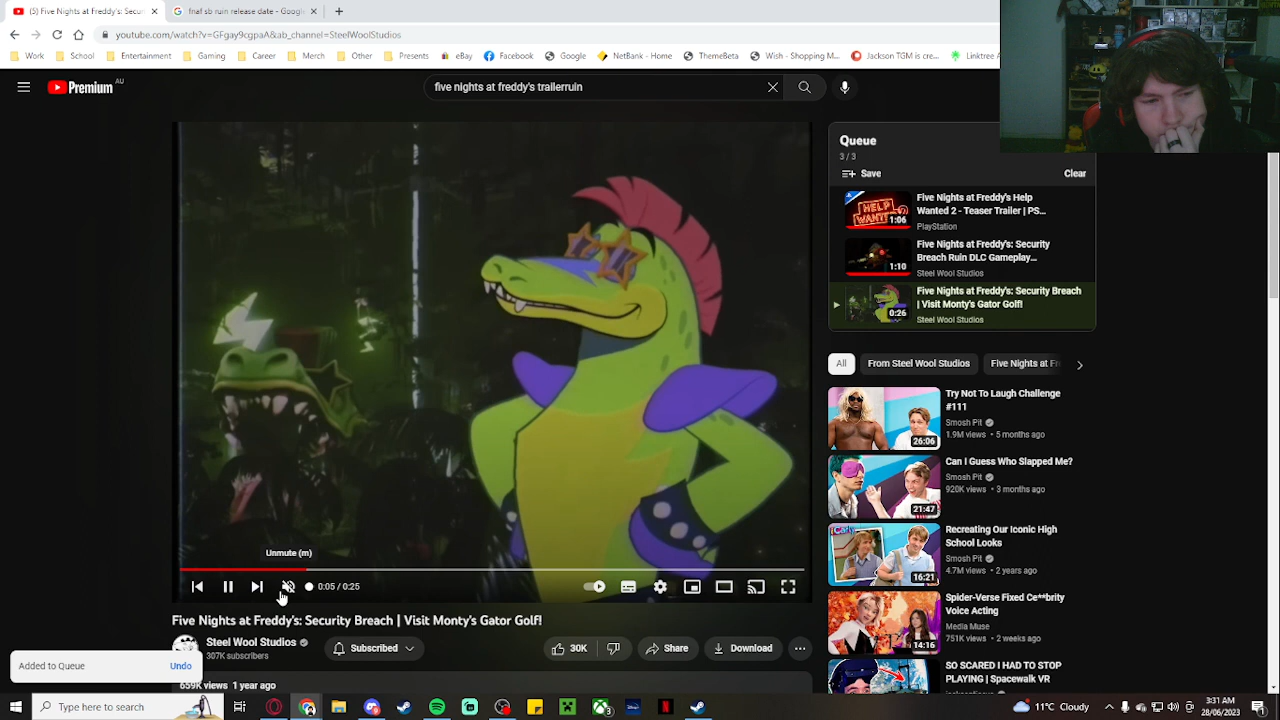 (5) Five Nights at Freddy's: Secu
fnaf sb ruin release date - Google
youtube.com/watch?v=GFgay9cgpaA&ab_channel=SteelWoolStudios
Work
School
Entertainment
Gaming
Career
Merch
Other
Presents
eBay
Facebook
Google
NetBank - Home
ThemeBeta
Wish - Shopping M...
Jackson TGM is cre...
Linktree
Premium AU
five nights at freddy's trailerruin
Queue
3 / 3
Save
Clear
HELP WANTED
1:06
Five Nights at Freddy's Help
Wanted 2 - Teaser Trailer | PS...
PlayStation
1:10
Five Nights at Freddy's: Security
Breach Ruin DLC Gameplay...
Steel Wool Studios
0:26
Five Nights at Freddy's: Security Breach
| Visit Monty's Gator Golf!
Steel Wool Studios
All
From Steel Wool Studios
Five Nights at Fr
26:06
Try Not To Laugh Challenge
#111
Smosh Pit
1.9M views • 5 months ago
21:47
Can I Guess Who Slapped Me?
Smosh Pit
920K views • 3 months ago
16:21
Recreating Our Iconic High
School Looks
Smosh Pit
4.7M views • 2 years ago
14:16
Spider-Verse Fixed Ce**brity
Voice Acting
Media Muse
751K views • 2 weeks ago
SO SCARED I HAD TO STOP
PLAYING | Spacewalk VR
Unmute (m)
0:05 / 0:25
Five Nights at Freddy's: Security Breach | Visit Monty's Gator Golf!
Steel Wool Studios
307K subscribers
Subscribed
30K
Share
Download
659K views 1 year ago
Added to Queue
Undo
Type here to search
11°C Cloudy
3:31 AM
28/06/2023